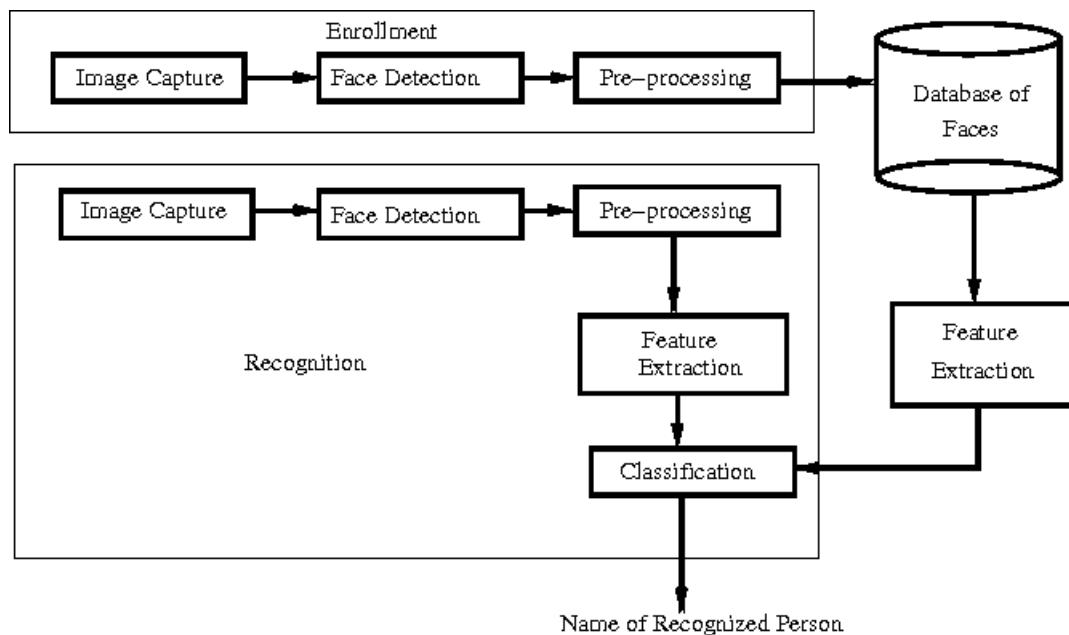 Enrollment
Image Capture
Face Detection
Pre–processing
Database of
Faces
Image Capture
Face Detection
Pre–processing
Feature
Extraction
Feature
Extraction
Recognition
Classification
Name of Recognized Person